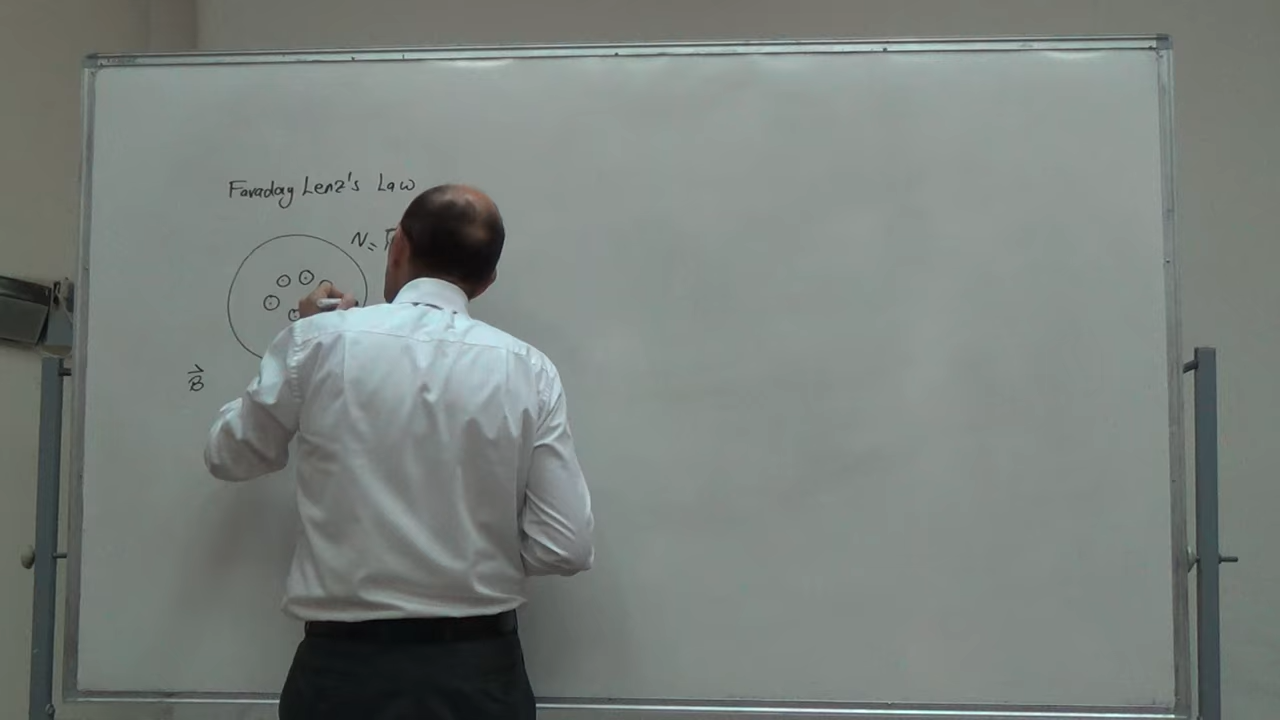 Faraday Lenz's Law
N =
B⃗